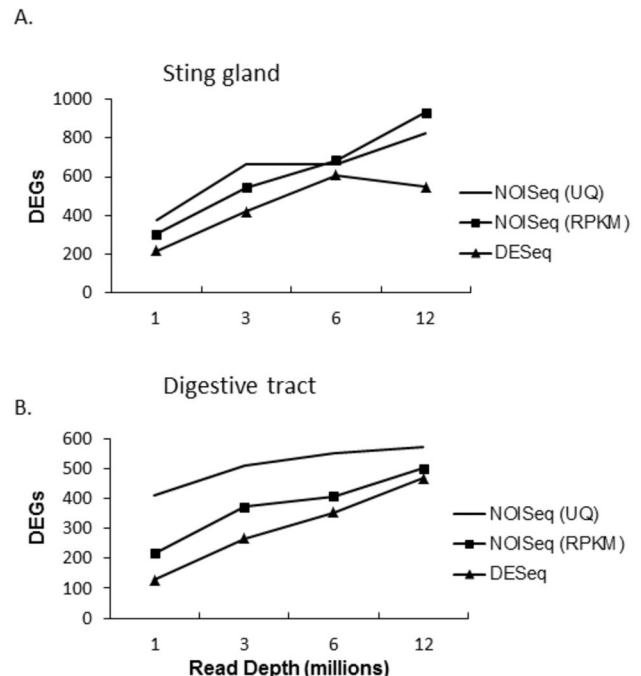 A.
Sting gland
1000
800
600
400
200
0
DEGs
1 3 6 12
NOISeq (UQ)
NOISeq (RPKM)
DESeq
Digestive tract
B.
600
500
400
300
200
100
0
DEGs
1 3 6 12
Read Depth (millions)
NOISeq (UQ)
NOISeq (RPKM)
DESeq